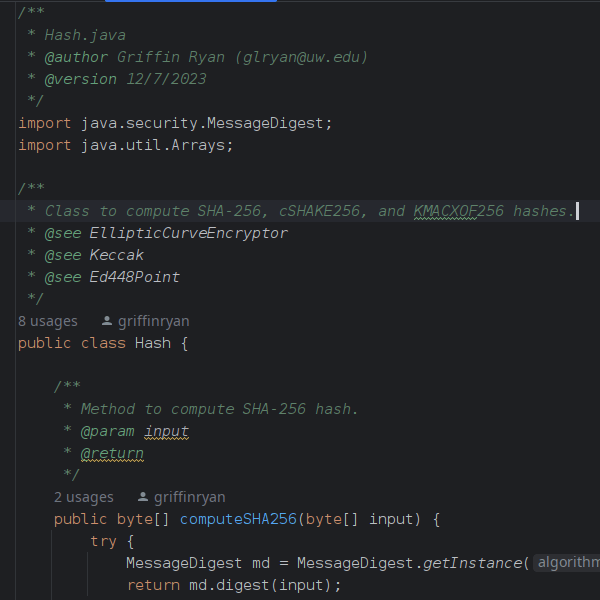 /**
* Hash.java
* @author Griffin Ryan (glryan@uw.edu)
* @version 12/7/2023
*/
import java.security.MessageDigest;
import java.util.Arrays;
/**
* Class to compute SHA-256, cSHAKE256, and KMACXOF256 hashes.
* @see EllipticCurveEncryptor
* @see Keccak
* @see Ed448Point
*/
8 usages griffinryan
public class Hash {
/**
* Method to compute SHA-256 hash.
* @param input
* @return
*/
2 usages griffinryan
public byte[] computeSHA256(byte[] input) {
try {
MessageDigest md = MessageDigest.getInstance( algorithm
return md.digest(input);